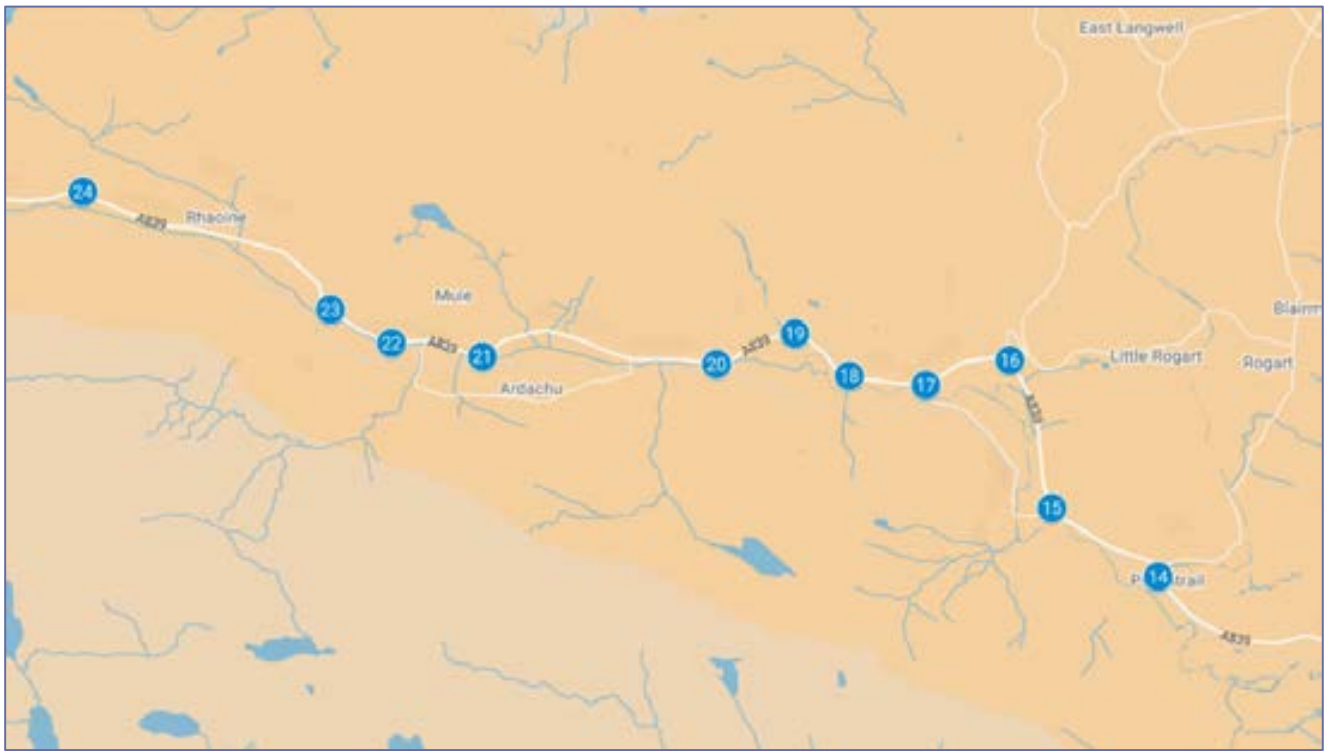 East Langwell
24
A839
Rhaoine
Muie
Blairm
23
19
22
A839
21
A839
20
16
Little Rogart
Rogart
18
17
Ardachu
A839
15
14
A839